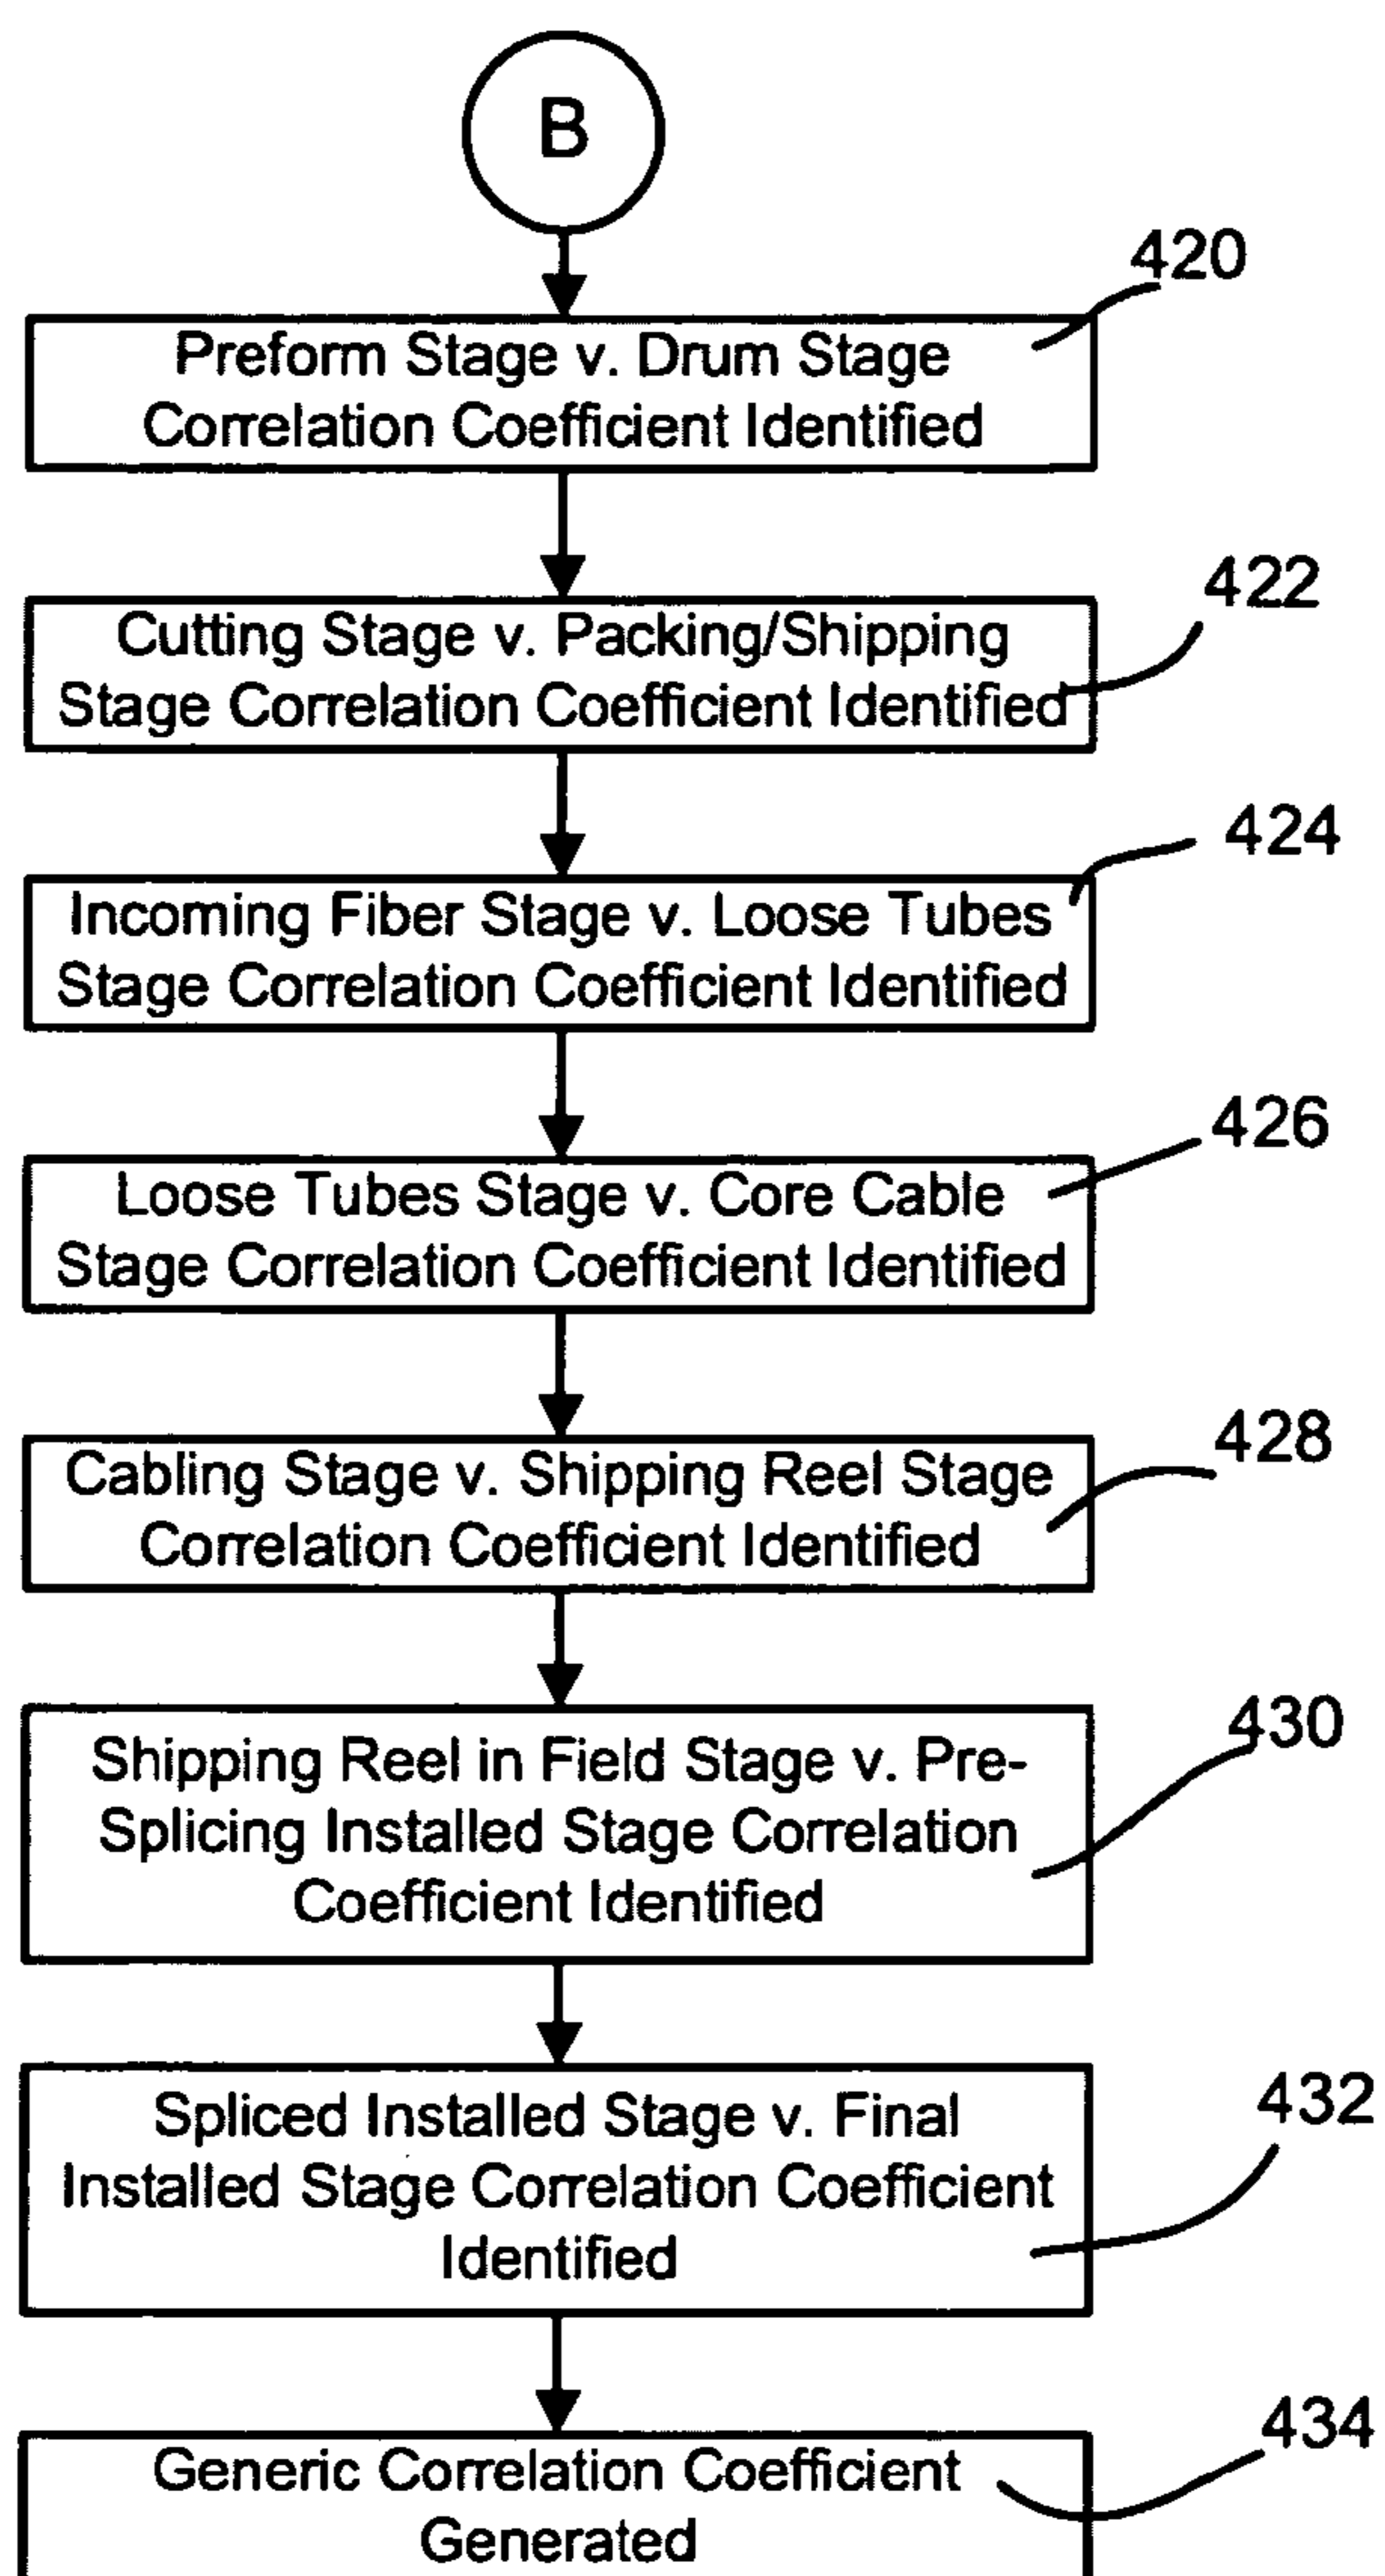 B
420
Preform Stage v. Drum Stage
Correlation Coefficient Identified
422
Cutting Stage v. Packing/Shipping
Stage Correlation Coefficient Identified
424
Incoming Fiber Stage v. Loose Tubes
Stage Correlation Coefficient Identified
426
Loose Tubes Stage v. Core Cable
Stage Correlation Coefficient Identified
428
Cabling Stage v. Shipping Reel Stage
Correlation Coefficient Identified
430
Shipping Reel in Field Stage v. Pre-
Splicing Installed Stage Correlation
Coefficient Identified
432
Spliced Installed Stage v. Final
Installed Stage Correlation Coefficient
Identified
434
Generic Correlation Coefficient
Generated